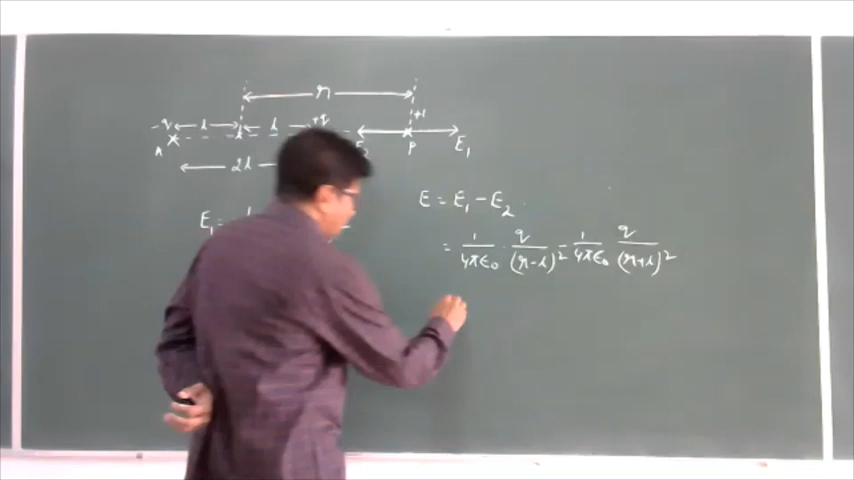 r
-q l l +q +1
A P E₁
2l
E = E₁ - E₂
E₁ =
= 1/4πε₀ · q/(r-l)² - 1/4πε₀ q/(r+l)²